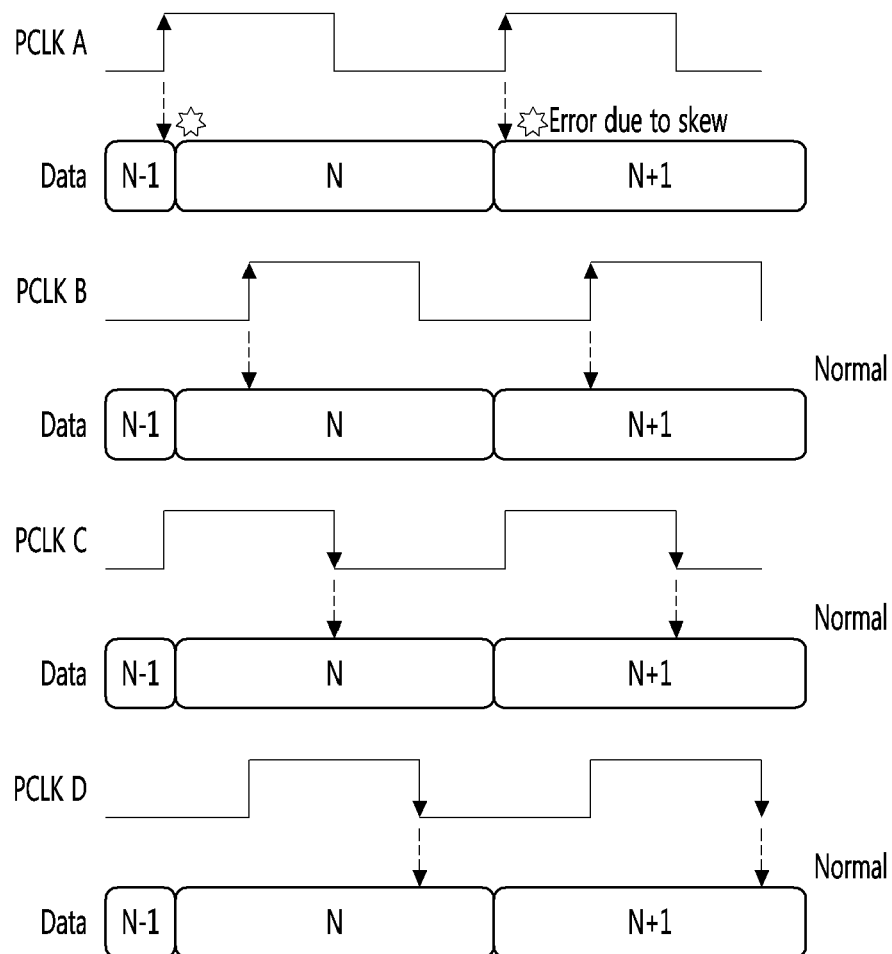 PCLK A
Error due to skew
Data N-1 N N+1
PCLK B
Normal
Data N-1 N N+1
PCLK C
Normal
Data N-1 N N+1
PCLK D
Normal
Data N-1 N N+1